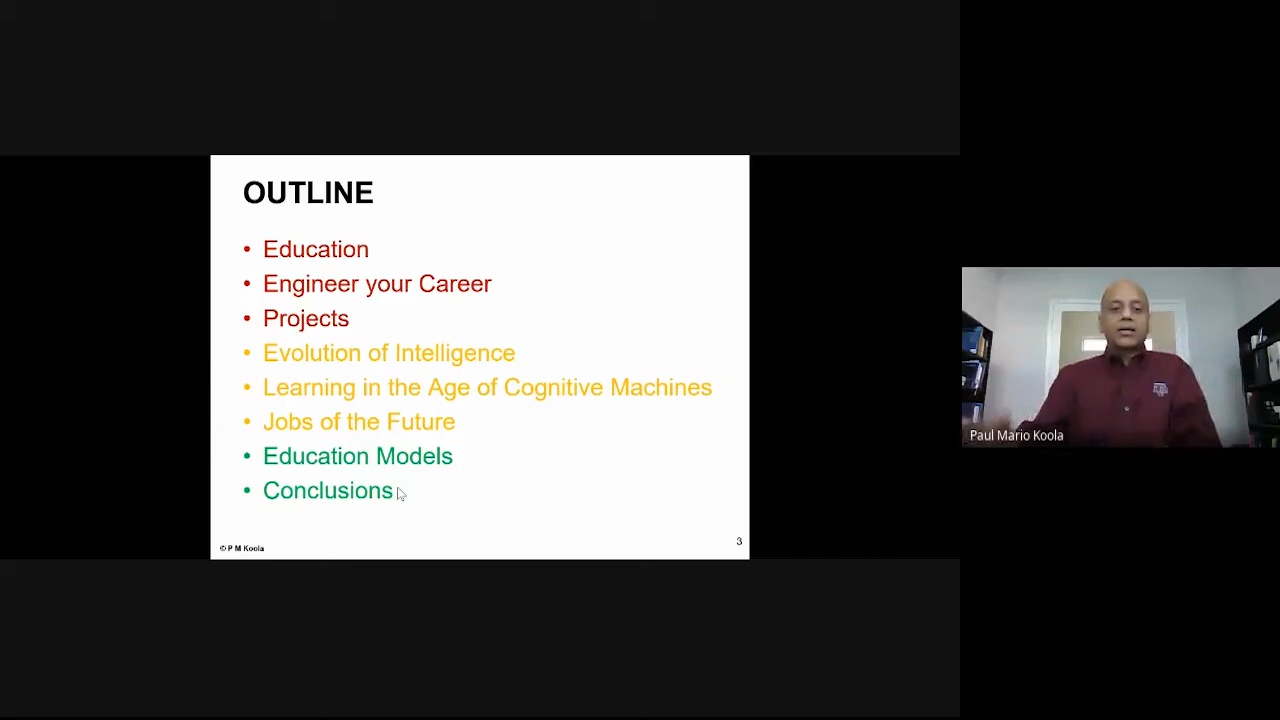 OUTLINE
• Education
• Engineer your Career
• Projects
• Evolution of Intelligence
• Learning in the Age of Cognitive Machines
• Jobs of the Future
• Education Models
• Conclusions
© P M Koola
3
Paul Mario Koola